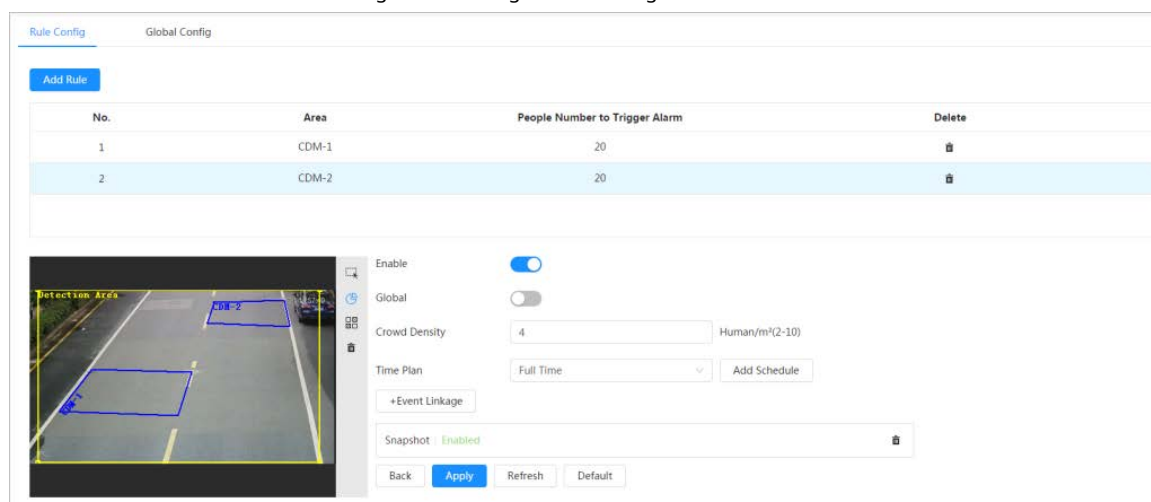 Rule Config Global Config
Add Rule
No. Area People Number to Trigger Alarm Delete
1 CDM-1 20
2 CDM-2 20
Enable
Detection Area
CDM-2
CDM-1
Global
Crowd Density 4 Human/m²(2-10)
Time Plan Full Time Add Schedule
+Event Linkage
Snapshot Enabled
Back Apply Refresh Default